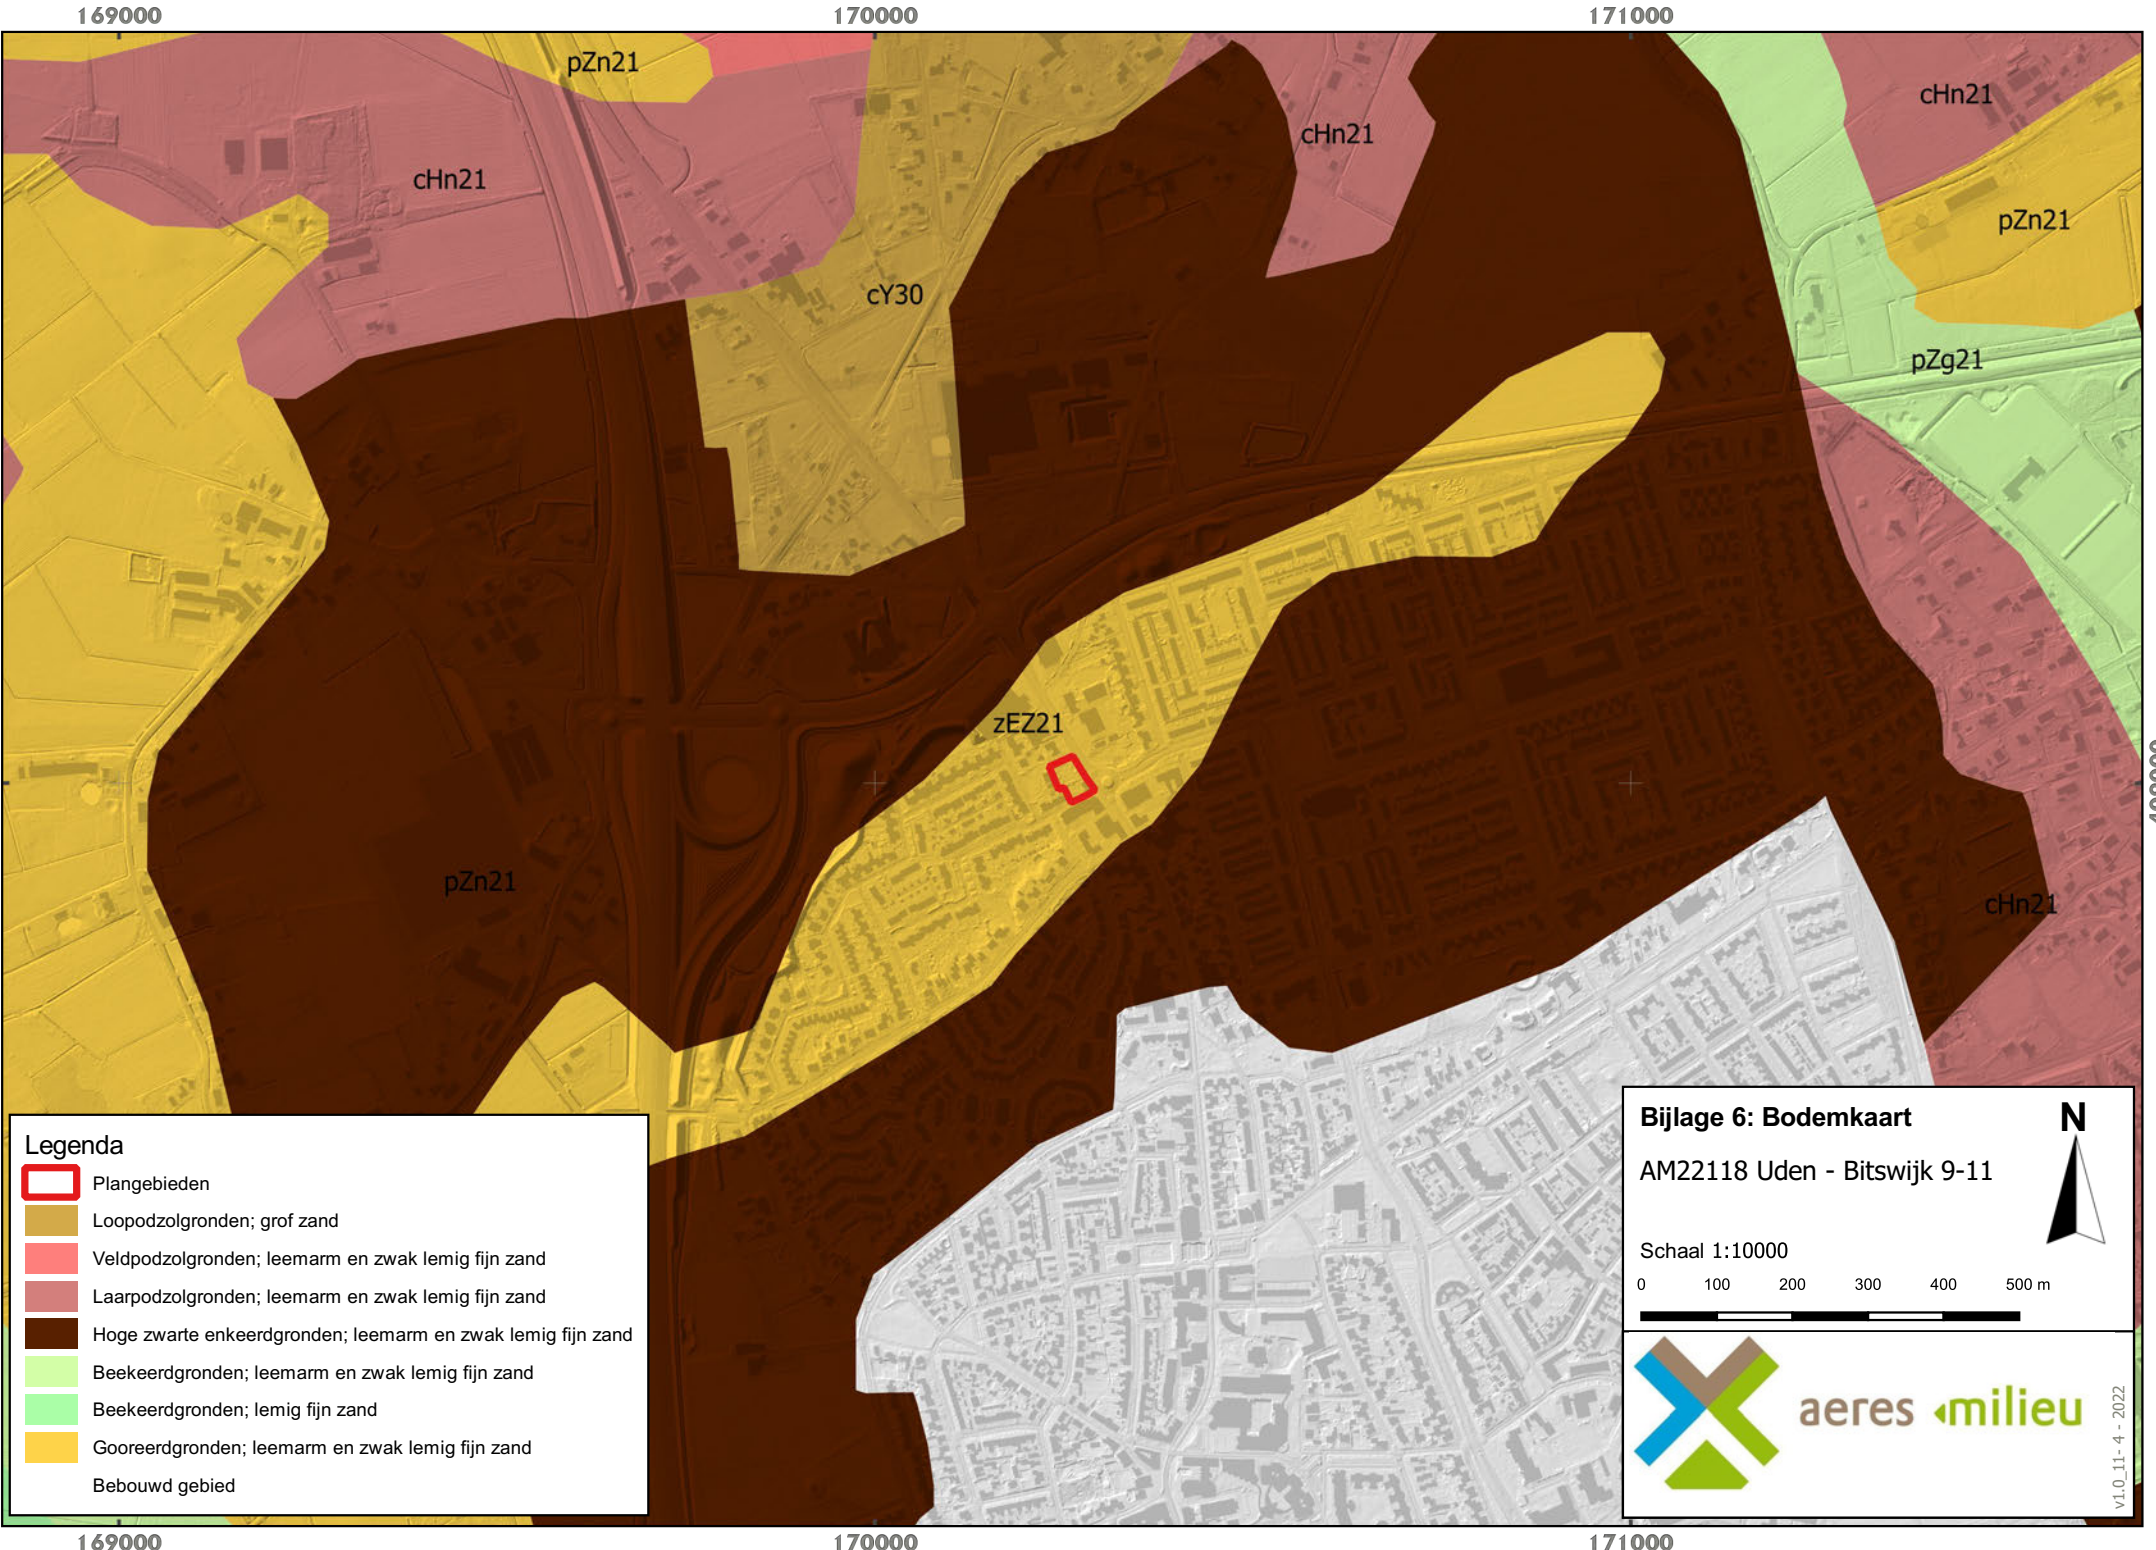 169000
170000
171000
pZn21
cHn21
cHn21
cHn21
pZn21
cY30
pZg21
zEZ21
pZn21
cHn21
Legenda
Plangebieden
Loopodzolgronden; grof zand
Veldpodzolgronden; leemarm en zwak lemig fijn zand
Laarpodzolgronden; leemarm en zwak lemig fijn zand
Hoge zwarte enkeerdgronden; leemarm en zwak lemig fijn zand
Beekeerdgronden; leemarm en zwak lemig fijn zand
Beekeerdgronden; lemig fijn zand
Gooreerdgronden; leemarm en zwak lemig fijn zand
Bebouwd gebied
Bijlage 6: Bodemkaart
N
AM22118 Uden - Bitswijk 9-11
Schaal 1:10000
0 100 200 300 400 500 m
aeres milieu
v1.0_11- 4 - 2022
169000
170000
171000